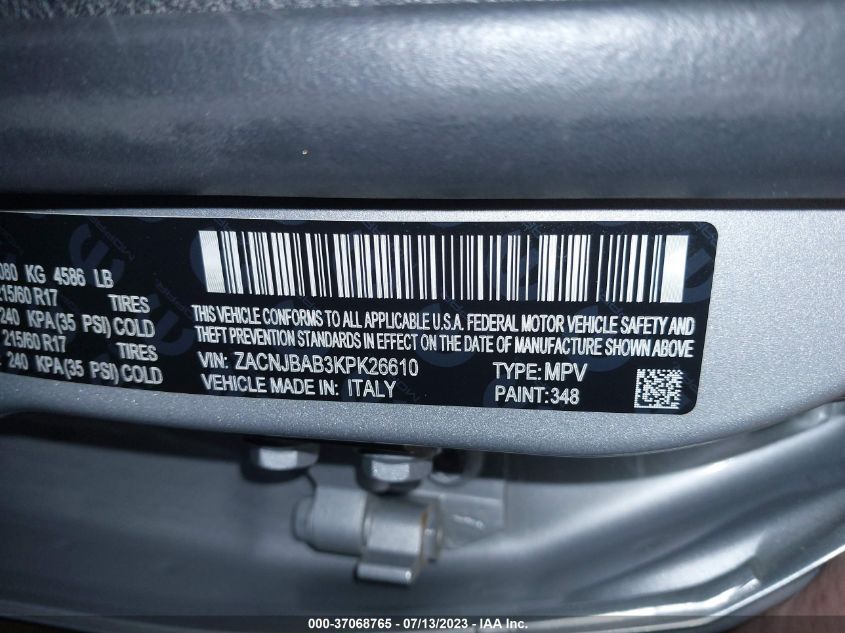 080 KG 4586 LB
215/60 R17 TIRES
240 KPA(35 PSI) COLD
215/60 R17 TIRES
: 240 KPA(35 PSI) COLD
THIS VEHICLE CONFORMS TO ALL APPLICABLE U.S.A. FEDERAL MOTOR VEHICLE SAFETY AND
THEFT PREVENTION STANDARDS IN EFFECT ON THE DATE OF MANUFACTURE SHOWN ABOVE
VIN: ZACNJBAB3KPK26610 TYPE: MPV
VEHICLE MADE IN: ITALY PAINT: 348
000-37068765 / 07/13/2023 - IAA Inc.